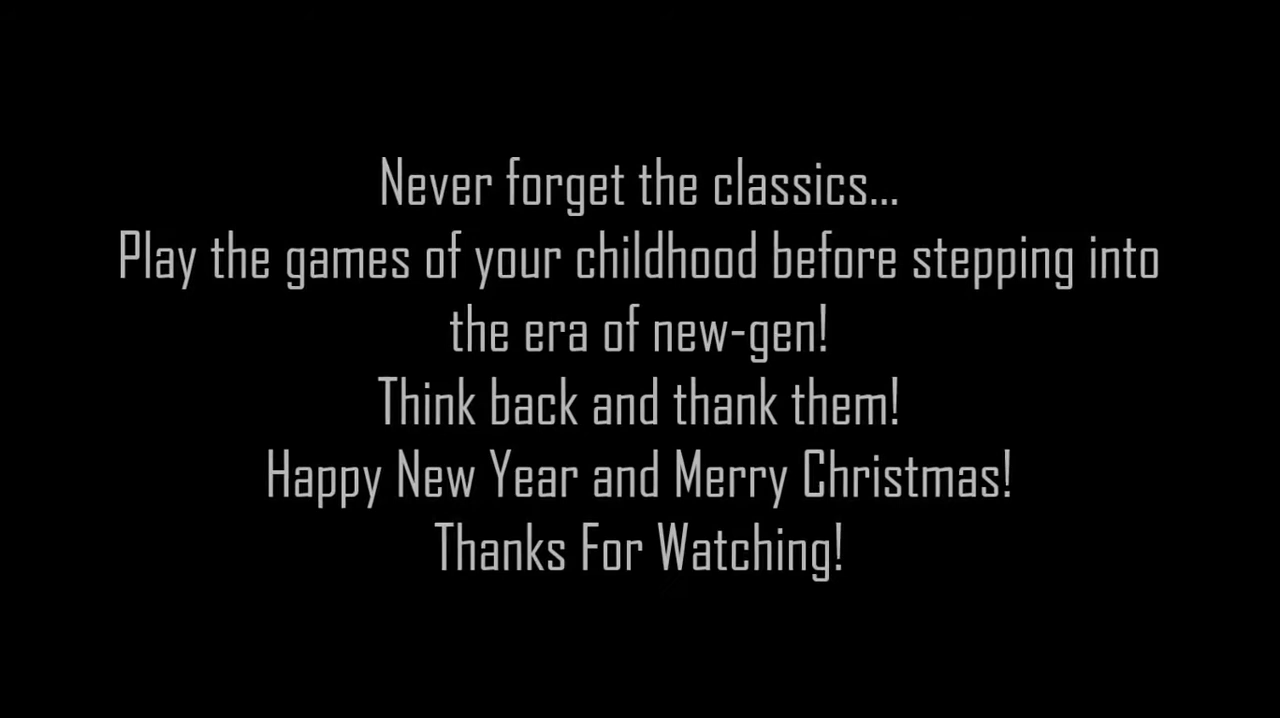 Never forget the classics...
Play the games of your childhood before stepping into
the era of new-gen!
Think back and thank them!
Happy New Year and Merry Christmas!
Thanks For Watching!